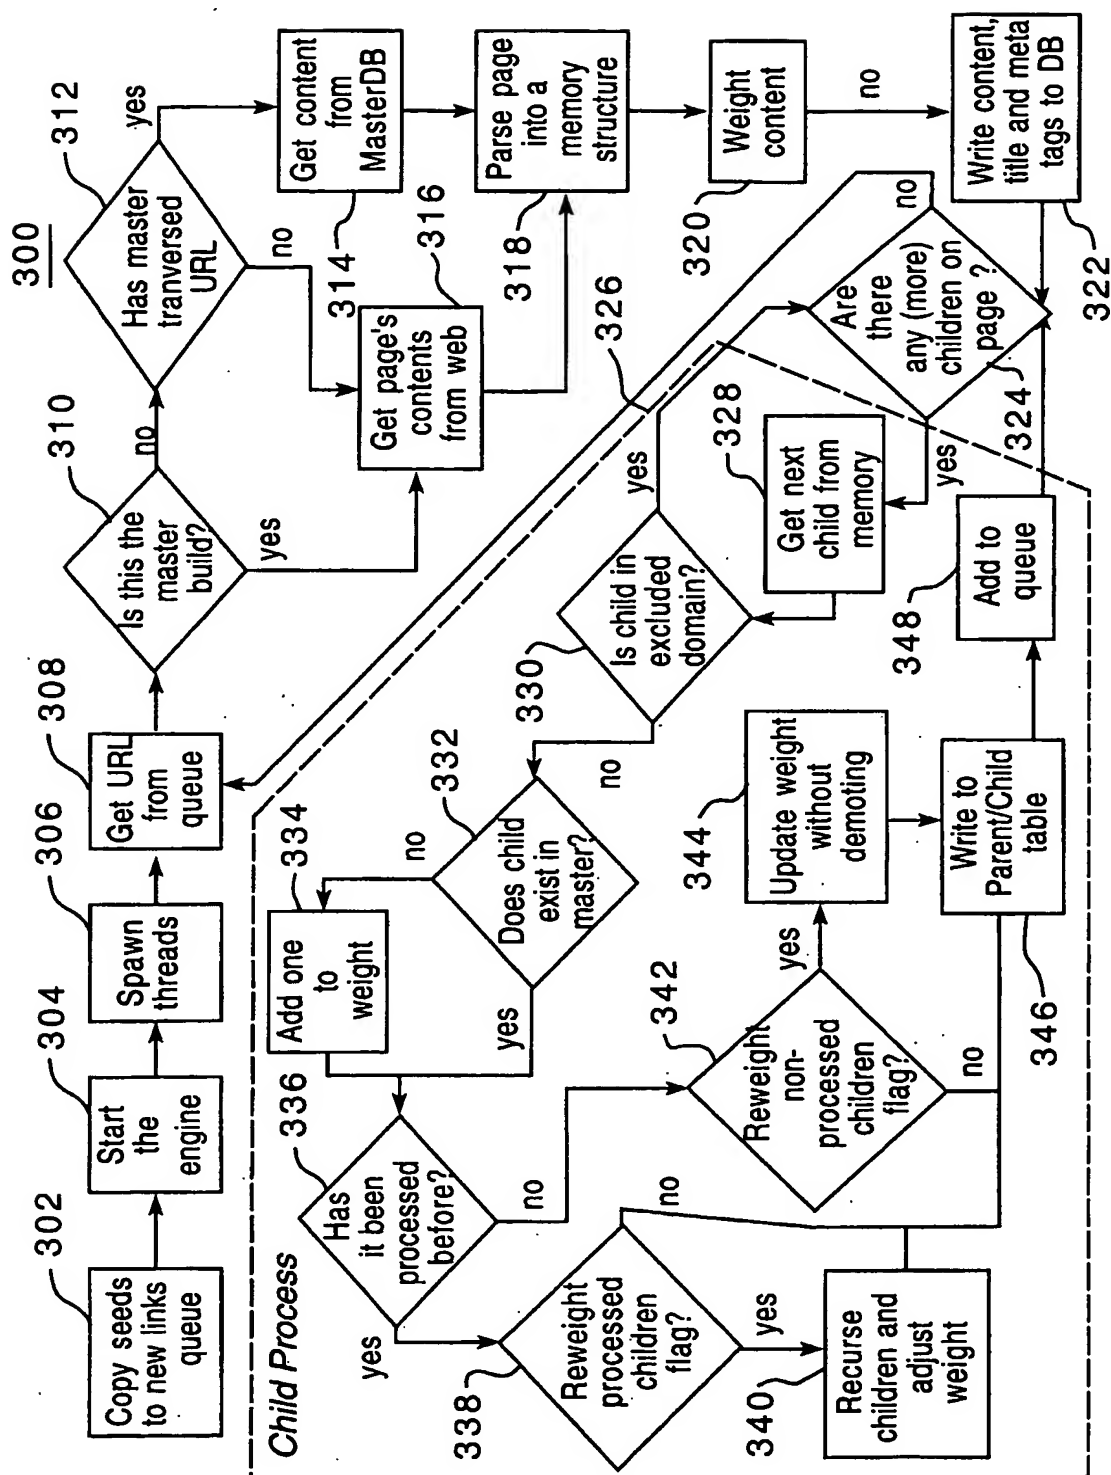 300
302
Copy seeds
to new links
queue
304
Start
the
engine
306
Spawn
threads
308
Get URL
from
queue
310
Is this the
master
build?
no
yes
312
Has master
tranversed
URL
yes
no
314
Get content
from
MasterDB
316
Get page's
contents
from web
318
Parse page
into a
memory
structure
320
Weight
content
no
322
Write content,
title and meta
tags to DB
324
Are
there
any (more)
children on
page ?
no
yes
326
Child Process
328
Get next
child from
memory
330
Is child in
excluded
domain?
yes
no
332
Does child
exist in
master?
no
yes
334
Add one
to
weight
336
Has
it been
processed
before?
yes
no
338
Reweight
processed
children
flag?
no
yes
340
Recurse
children and
adjust
weight
342
Reweight
non-
processed
children
flag?
yes
no
344
Update weight
without
demoting
346
Write to
Parent/Child
table
348
Add to
queue